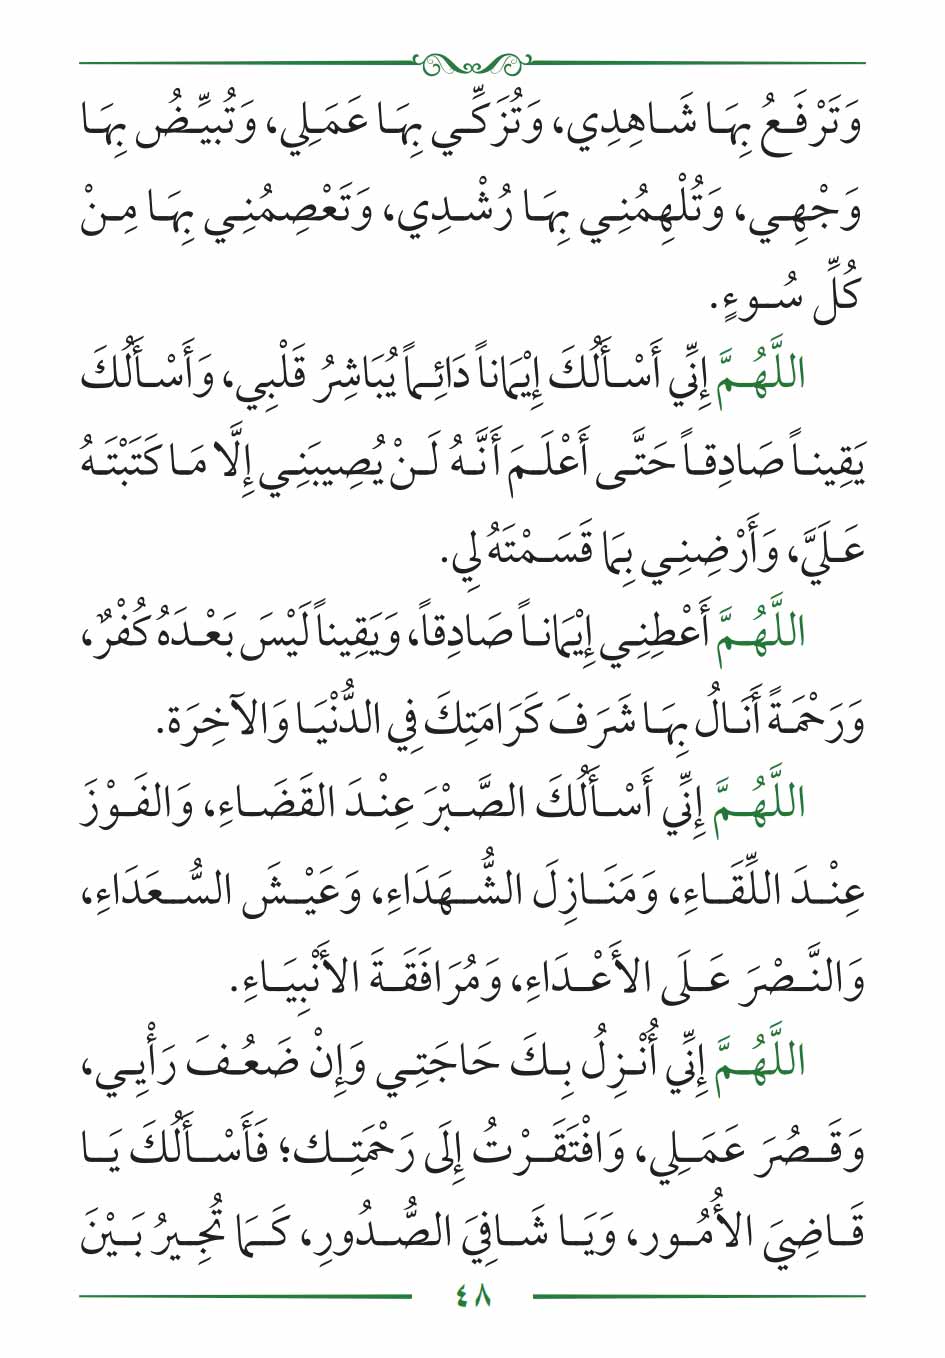 وَتَرْفَعُ بِهَا شَاهِدِي، وَتُزَكِّي بِهَا عَمَلِي، وَتُبيِّضُ بِهَا
وَجْهِي، وَتُلْهِمُنِي بِهَا رُشْدِي، وَتَعْصِمُنِي بِهَا مِنْ
كُلِّ سُوءٍ.
اللَّهُمَّ إِنِّي أَسْأَلُكَ إِيْمَاناً دَائِماً يُبَاشِرُ قَلْبِي، وَأَسْأَلُكَ
يَقِيناً صَادِقاً حَتَّى أَعْلَمَ أَنَّهُ لَنْ يُصِيبَنِي إِلَّا مَا كَتَبْتَهُ
عَلَيَّ، وَأَرْضِنِي بِمَا قَسَمْتَهُ لِي.
اللَّهُمَّ أَعْطِنِي إِيْمَاناً صَادِقاً، وَيَقِيناً لَيْسَ بَعْدَهُ كُفْرٌ،
وَرَحْمَةً أَنَالُ بِهَا شَرَفَ كَرَامَتِكَ فِي الدُّنْيَا وَالآخِرَة.
اللَّهُمَّ إِنِّي أَسْأَلُكَ الصَّبْرَ عِنْدَ القَضَاءِ، وَالفَوْزَ
عِنْدَ اللِّقَاءِ، وَمَنَازِلَ الشُّهَدَاءِ، وَعَيْشَ السُّعَدَاءِ،
وَالنَّصْرَ عَلَى الأَعْدَاءِ، وَمُرَافَقَةَ الأَنْبِيَاءِ.
اللَّهُمَّ إِنِّي أُنْزِلُ بِكَ حَاجَتِي وَإِنْ ضَعُفَ رَأْيِي،
وَقَصُرَ عَمَلِي، وَافْتَقَرْتُ إِلَى رَحْمَتِك؛ فَأَسْأَلُكَ يَا
قَاضِيَ الأُمُور، وَيَا شَافِيَ الصُّدُورِ، كَمَا تُجِيرُ بَيْنَ
٤٨